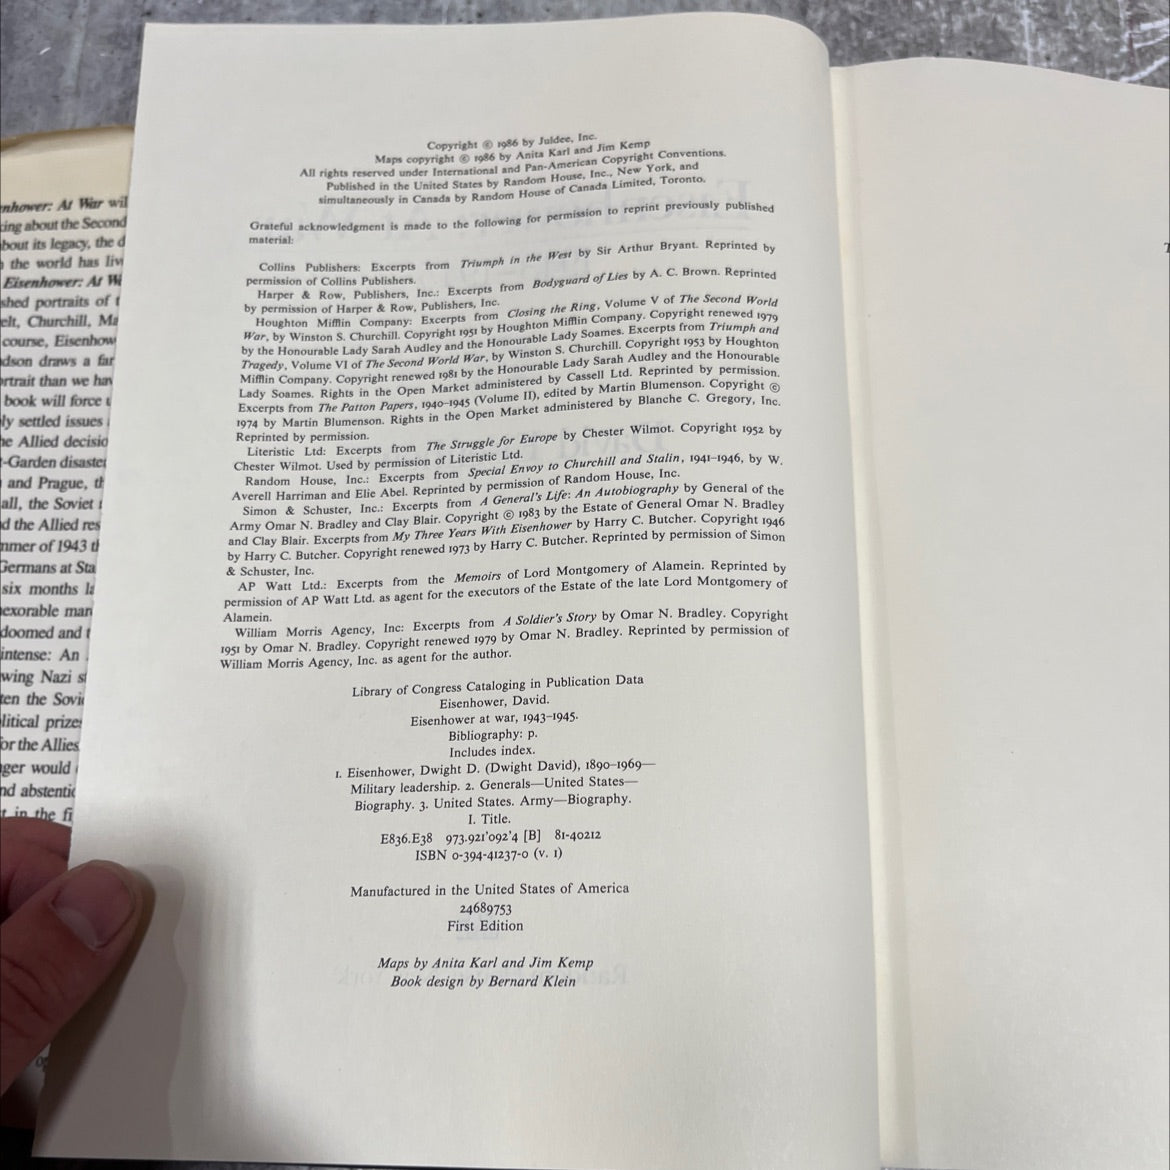 Copyright © 1986 by Juldee, Inc.
Maps copyright © 1986 by Anita Karl and Jim Kemp
All rights reserved under International and Pan-American Copyright Conventions.
Published in the United States by Random House, Inc., New York, and
simultaneously in Canada by Random House of Canada Limited, Toronto.
Grateful acknowledgment is made to the following for permission to reprint previously published
material:
Collins Publishers: Excerpts from Triumph in the West by Sir Arthur Bryant. Reprinted by
permission of Collins Publishers.
Harper & Row, Publishers, Inc.: Excerpts from Bodyguard of Lies by A. C. Brown. Reprinted
by permission of Harper & Row, Publishers, Inc.
Houghton Mifflin Company: Excerpts from Closing the Ring, Volume V of The Second World
War, by Winston S. Churchill. Copyright 1951 by Houghton Mifflin Company. Copyright renewed 1979
by the Honourable Lady Sarah Audley and the Honourable Lady Soames. Excerpts from Triumph and
Tragedy, Volume VI of The Second World War, by Winston S. Churchill. Copyright 1953 by Houghton
Mifflin Company. Copyright renewed 1981 by the Honourable Lady Sarah Audley and the Honourable
Lady Soames. Rights in the Open Market administered by Cassell Ltd. Reprinted by permission.
Excerpts from The Patton Papers, 1940–1945 (Volume II), edited by Martin Blumenson. Copyright ©
1974 by Martin Blumenson. Rights in the Open Market administered by Blanche C. Gregory, Inc.
Reprinted by permission.
Literistic Ltd: Excerpts from The Struggle for Europe by Chester Wilmot. Copyright 1952 by
Chester Wilmot. Used by permission of Literistic Ltd.
Random House, Inc.: Excerpts from Special Envoy to Churchill and Stalin, 1941–1946, by W.
Averell Harriman and Elie Abel. Reprinted by permission of Random House, Inc.
Simon & Schuster, Inc.: Excerpts from A General's Life: An Autobiography by General of the
Army Omar N. Bradley and Clay Blair. Copyright © 1983 by the Estate of General Omar N. Bradley
and Clay Blair. Excerpts from My Three Years With Eisenhower by Harry C. Butcher. Copyright 1946
by Harry C. Butcher. Copyright renewed 1973 by Harry C. Butcher. Reprinted by permission of Simon
& Schuster, Inc.
AP Watt Ltd.: Excerpts from the Memoirs of Lord Montgomery of Alamein. Reprinted by
permission of AP Watt Ltd. as agent for the executors of the Estate of the late Lord Montgomery of
Alamein.
William Morris Agency, Inc: Excerpts from A Soldier's Story by Omar N. Bradley. Copyright
1951 by Omar N. Bradley. Copyright renewed 1979 by Omar N. Bradley. Reprinted by permission of
William Morris Agency, Inc. as agent for the author.
Library of Congress Cataloging in Publication Data
Eisenhower, David.
Eisenhower at war, 1943–1945.
Bibliography: p.
Includes index.
1. Eisenhower, Dwight D. (Dwight David), 1890–1969—
Military leadership. 2. Generals—United States—
Biography. 3. United States. Army—Biography.
I. Title.
E836.E38 973.921'092'4 [B] 81-40212
ISBN 0-394-41237-0 (v. 1)
Manufactured in the United States of America
24689753
First Edition
Maps by Anita Karl and Jim Kemp
Book design by Bernard Klein